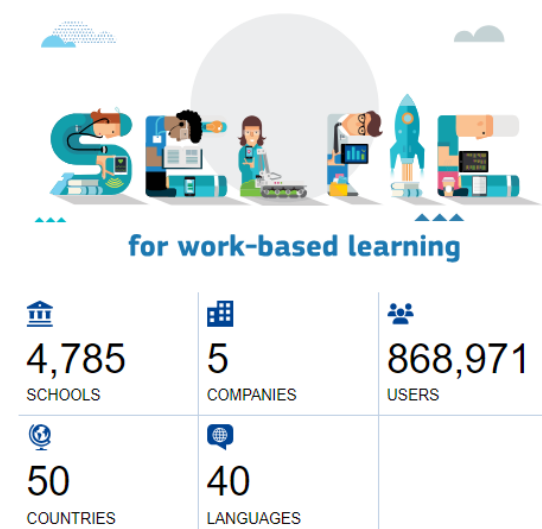 SELFIE
for work-based learning
4,785
SCHOOLS
5
COMPANIES
868,971
USERS
50
COUNTRIES
40
LANGUAGES